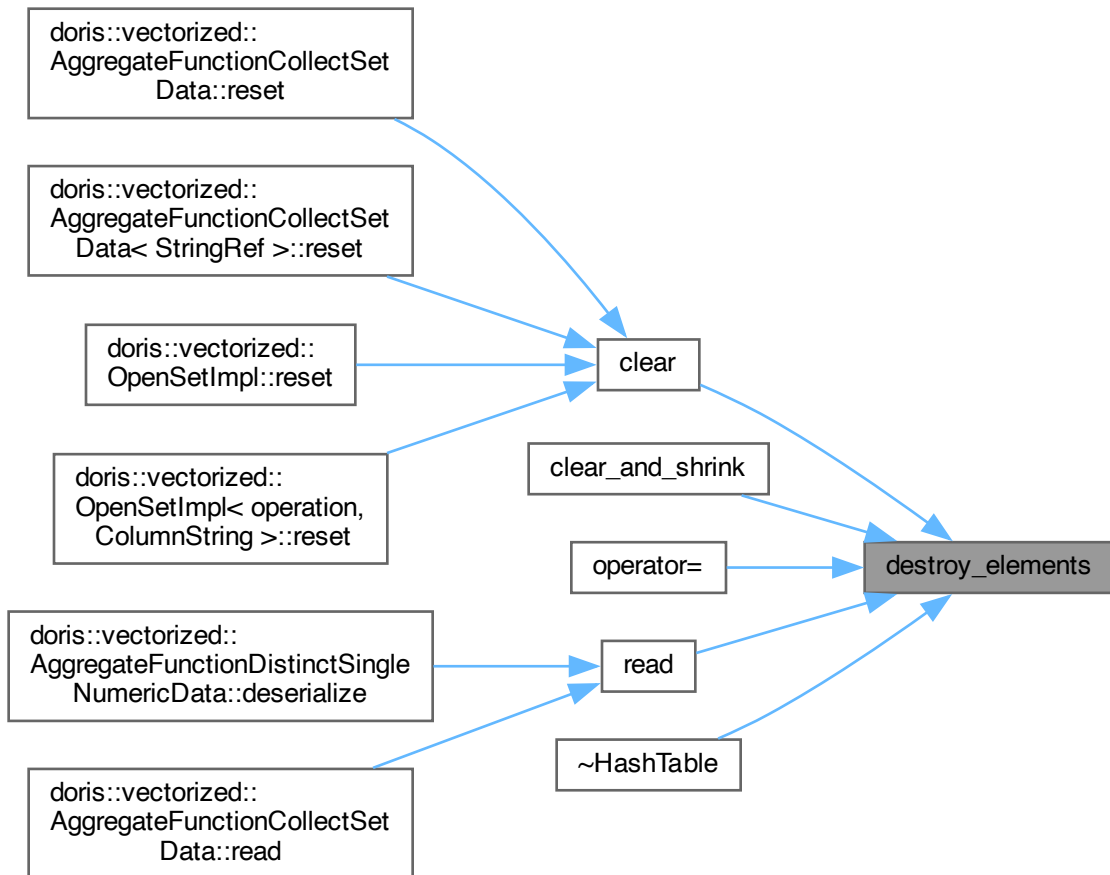 doris::vectorized::
AggregateFunctionCollectSet
Data::reset
doris::vectorized::
AggregateFunctionCollectSet
Data< StringRef >::reset
doris::vectorized::
OpenSetImpl::reset
doris::vectorized::
OpenSetImpl< operation,
ColumnString >::reset
clear
clear_and_shrink
operator=
destroy_elements
doris::vectorized::
AggregateFunctionDistinctSingle
NumericData::deserialize
read
~HashTable
doris::vectorized::
AggregateFunctionCollectSet
Data::read